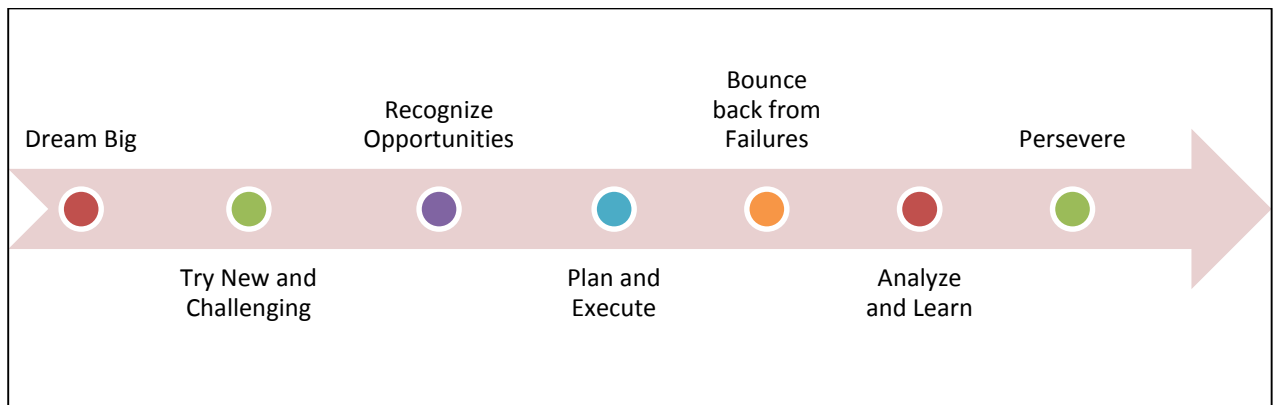 Dream Big
Try New and
Challenging
Recognize
Opportunities
Plan and
Execute
Bounce
back from
Failures
Analyze
and Learn
Persevere